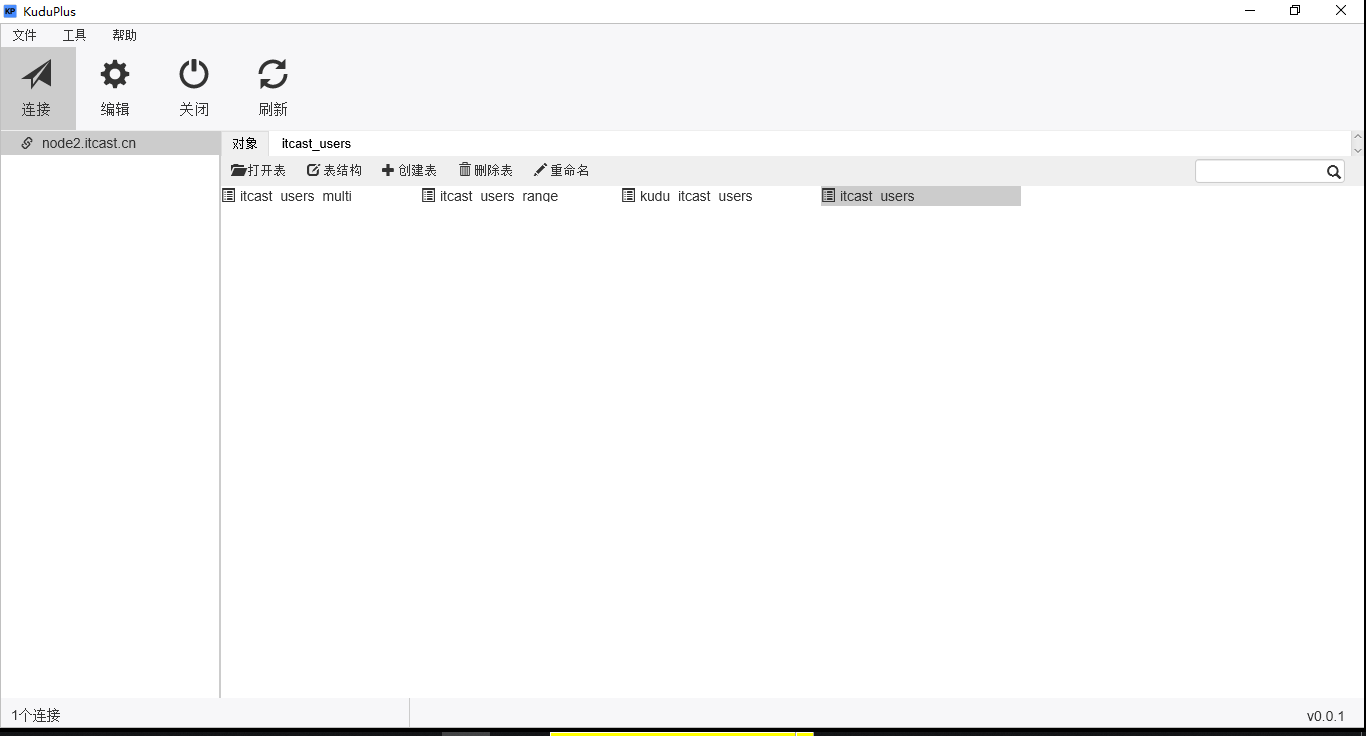 KP KuduPlus
文件 工具 帮助
连接 编辑 关闭 刷新
node2.itcast.cn
对象 itcast_users
打开表 表结构 创建表 删除表 重命名
itcast_users_multi itcast_users_range kudu_itcast_users itcast_users
1个连接
v0.0.1